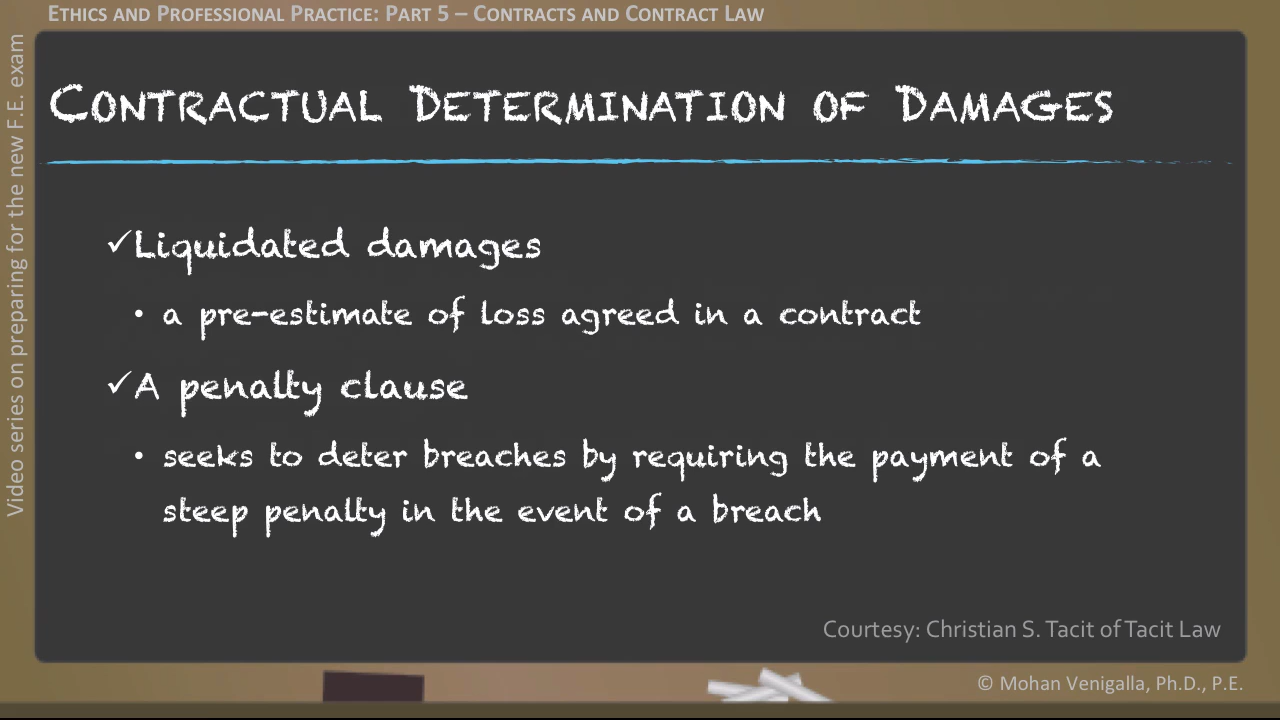 Ethics and Professional Practice: Part 5 – Contracts and Contract Law
Video series on preparing for the new F.E. exam
Contractual Determination of Damages
✓Liquidated damages
• a pre-estimate of loss agreed in a contract
✓A penalty clause
• seeks to deter breaches by requiring the payment of a
steep penalty in the event of a breach
Courtesy: Christian S. Tacit of Tacit Law
© Mohan Venigalla, Ph.D., P.E.